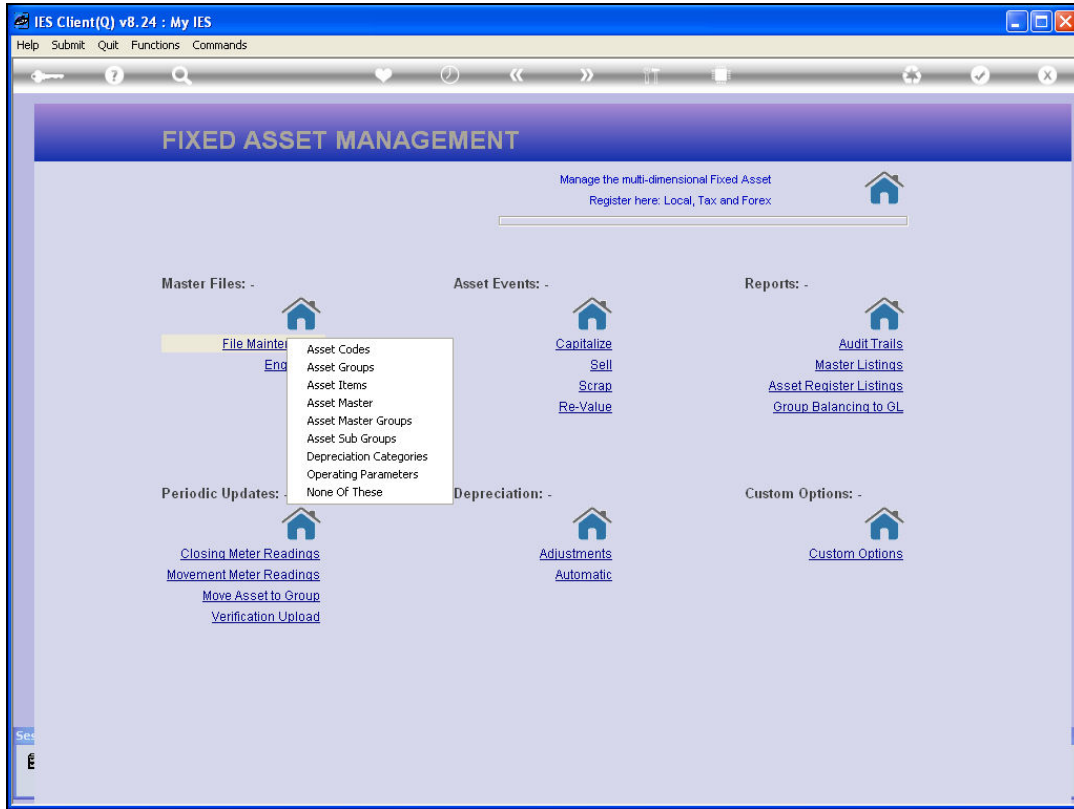 IES Client(Q) v8.24 : My IES
Help Submit Quit Functions Commands
FIXED ASSET MANAGEMENT
Manage the multi-dimensional Fixed Asset
Register here: Local, Tax and Forex
Master Files: -
File Mainte
Enq
Asset Codes
Asset Groups
Asset Items
Asset Master
Asset Master Groups
Asset Sub Groups
Depreciation Categories
Operating Parameters
None Of These
Asset Events: -
Capitalize
Sell
Scrap
Re-Value
Reports: -
Audit Trails
Master Listings
Asset Register Listings
Group Balancing to GL
Periodic Updates: -
Closing Meter Readings
Movement Meter Readings
Move Asset to Group
Verification Upload
Depreciation: -
Adjustments
Automatic
Custom Options: -
Custom Options
Ses